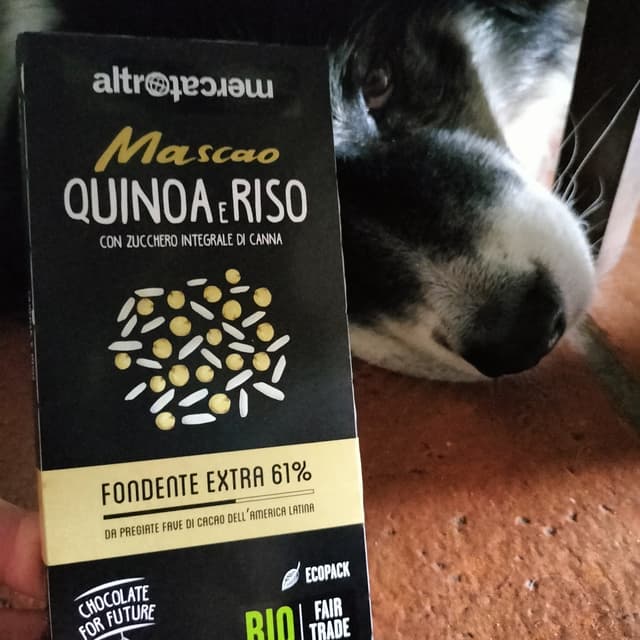 altromercato
Mascao
QUINOA E RISO
CON ZUCCHERO INTEGRALE DI CANNA
FONDENTE EXTRA 61%
DA PREGIATE FAVE DI CACAO DELL'AMERICA LATINA
ECOPACK
CHOCOLATE
FOR FUTURE
BIO
FAIR
TRADE